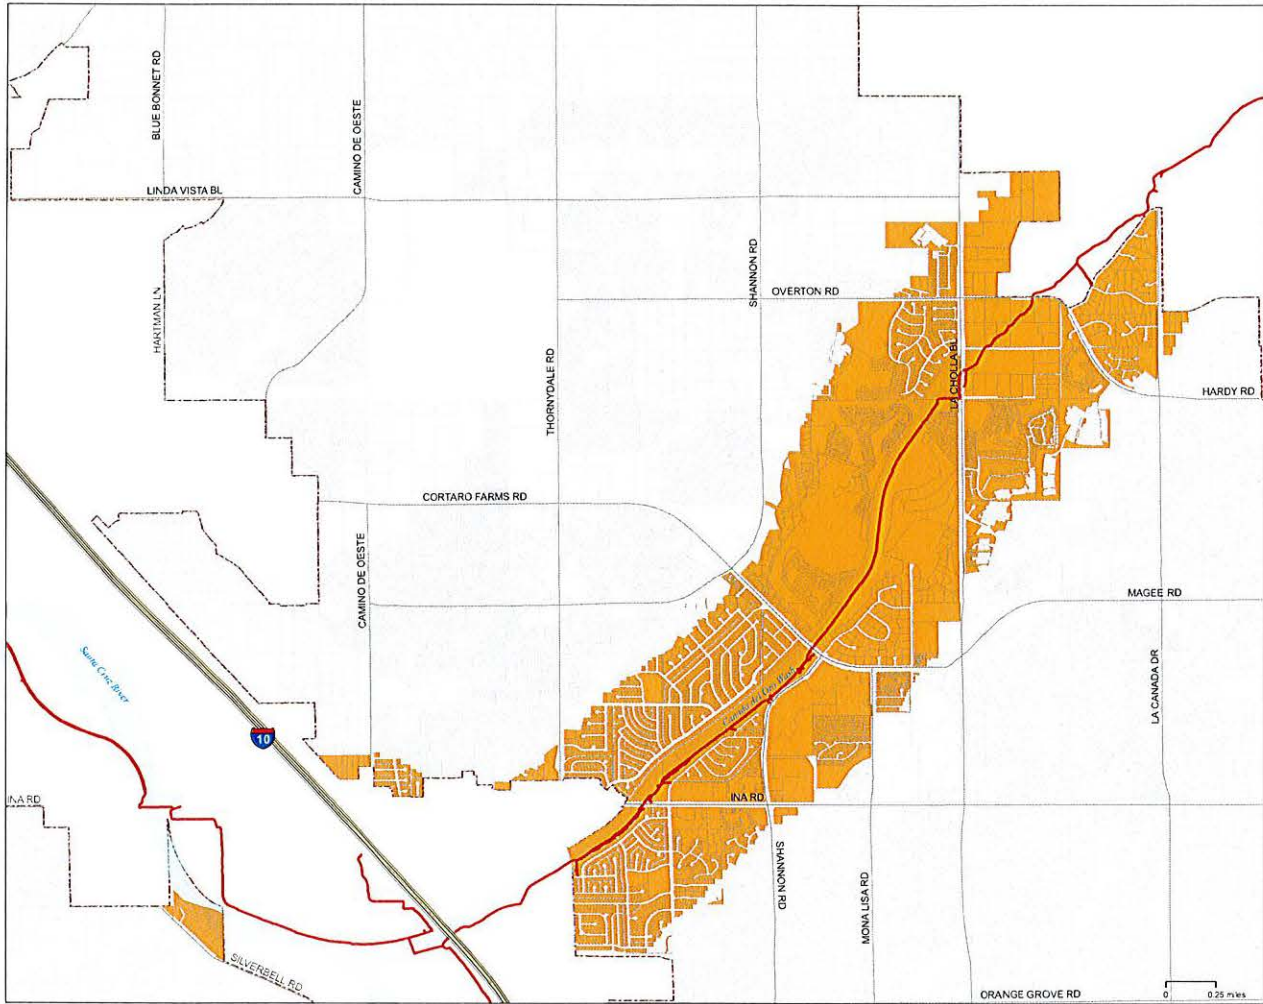 BLUE BONNET RD
CAMINO DE OESTE
LINDA VISTA BL
HARTMAN LN
SHANNON RD
OVERTON RD
THORNYDALE RD
LA CHOLLA BL
HARDY RD
CORTARO FARMS RD
CAMINO DE OESTE
MAGEE RD
Santa Cruz River
LA CANADA DR
10
INA RD
INA RD
SHANNON RD
MONA LISA RD
SILVERBELL RD
ORANGE GROVE RD
0 0.25 miles